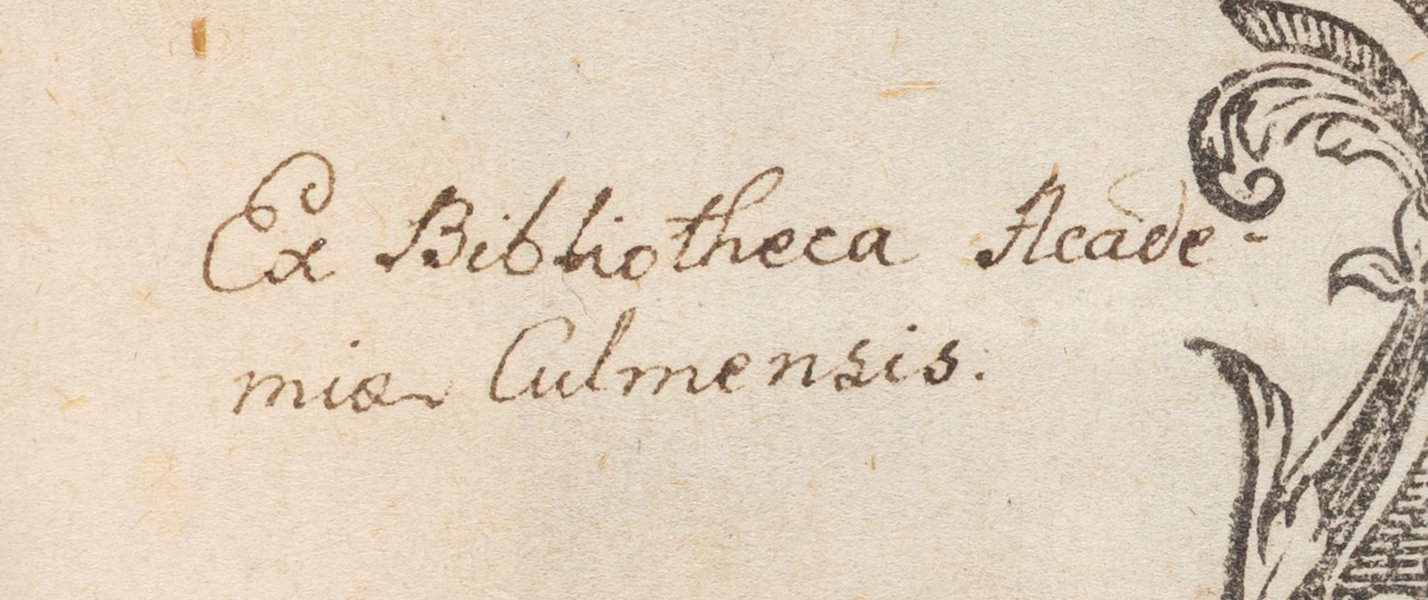 Ex Bibliotheca Acade-
miæ Culmensis.